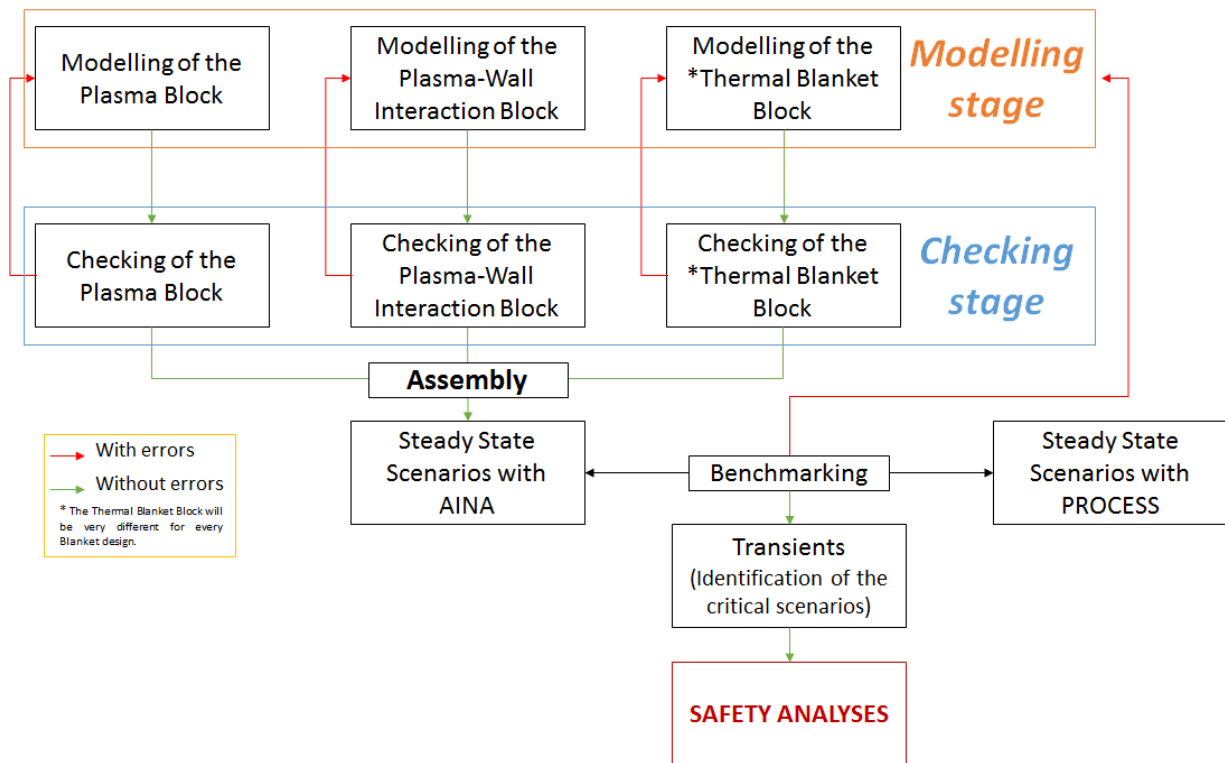 Modelling of the
Plasma Block
Modelling of the
Plasma-Wall
Interaction Block
Modelling of the
*Thermal Blanket
Block
Modelling
stage
Checking of the
Plasma Block
Checking of the
Plasma-Wall
Interaction Block
Checking of the
*Thermal Blanket
Block
Checking
stage
Assembly
With errors
Without errors
* The Thermal Blanket Block will
be very different for every
Blanket design.
Steady State
Scenarios with
AINA
Benchmarking
Steady State
Scenarios with
PROCESS
Transients
(Identification of the
critical scenarios)
SAFETY ANALYSES